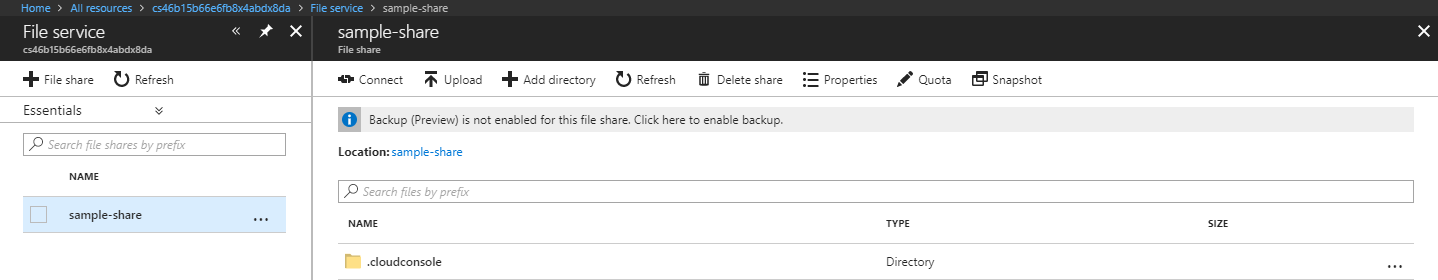 Home > All resources > cs46b15b66e6fb8x4abdx8da > File service > sample-share
File service
cs46b15b66e6fb8x4abdx8da
File share Refresh
Essentials
Search file shares by prefix
NAME
sample-share ...
sample-share
File share
Connect Upload Add directory Refresh Delete share Properties Quota Snapshot
Backup (Preview) is not enabled for this file share. Click here to enable backup.
Location: sample-share
Search files by prefix
NAME TYPE SIZE
.cloudconsole Directory ...